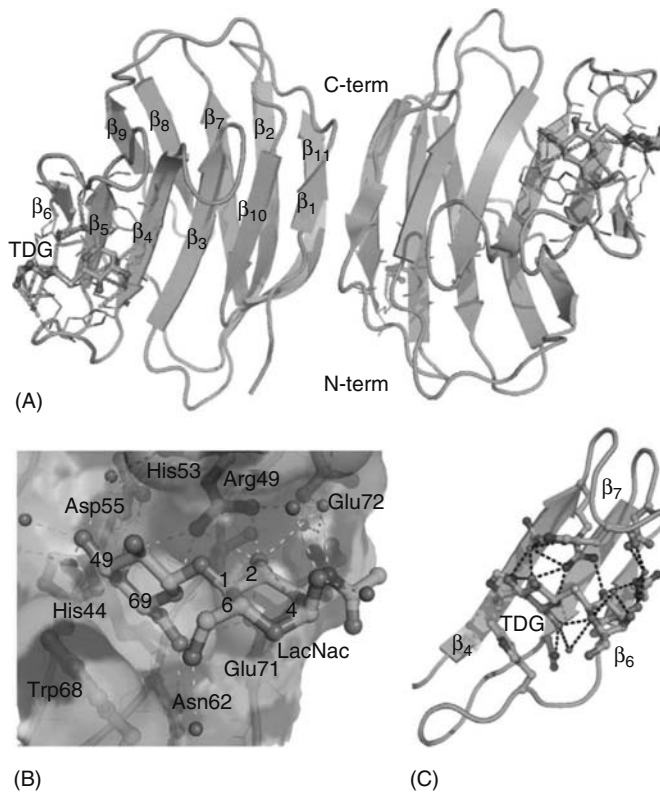 C-term
β9 β8 β7 β2 β11
β6 β5 β4 β3 β10 β1
TDG
N-term
(A)
His53
Arg49
Glu72
Asp55
49 1 2
His44 69 6 4
LacNac
Glu71
Trp68
Asn62
(B)
β7
TDG
β4 β6
(C)